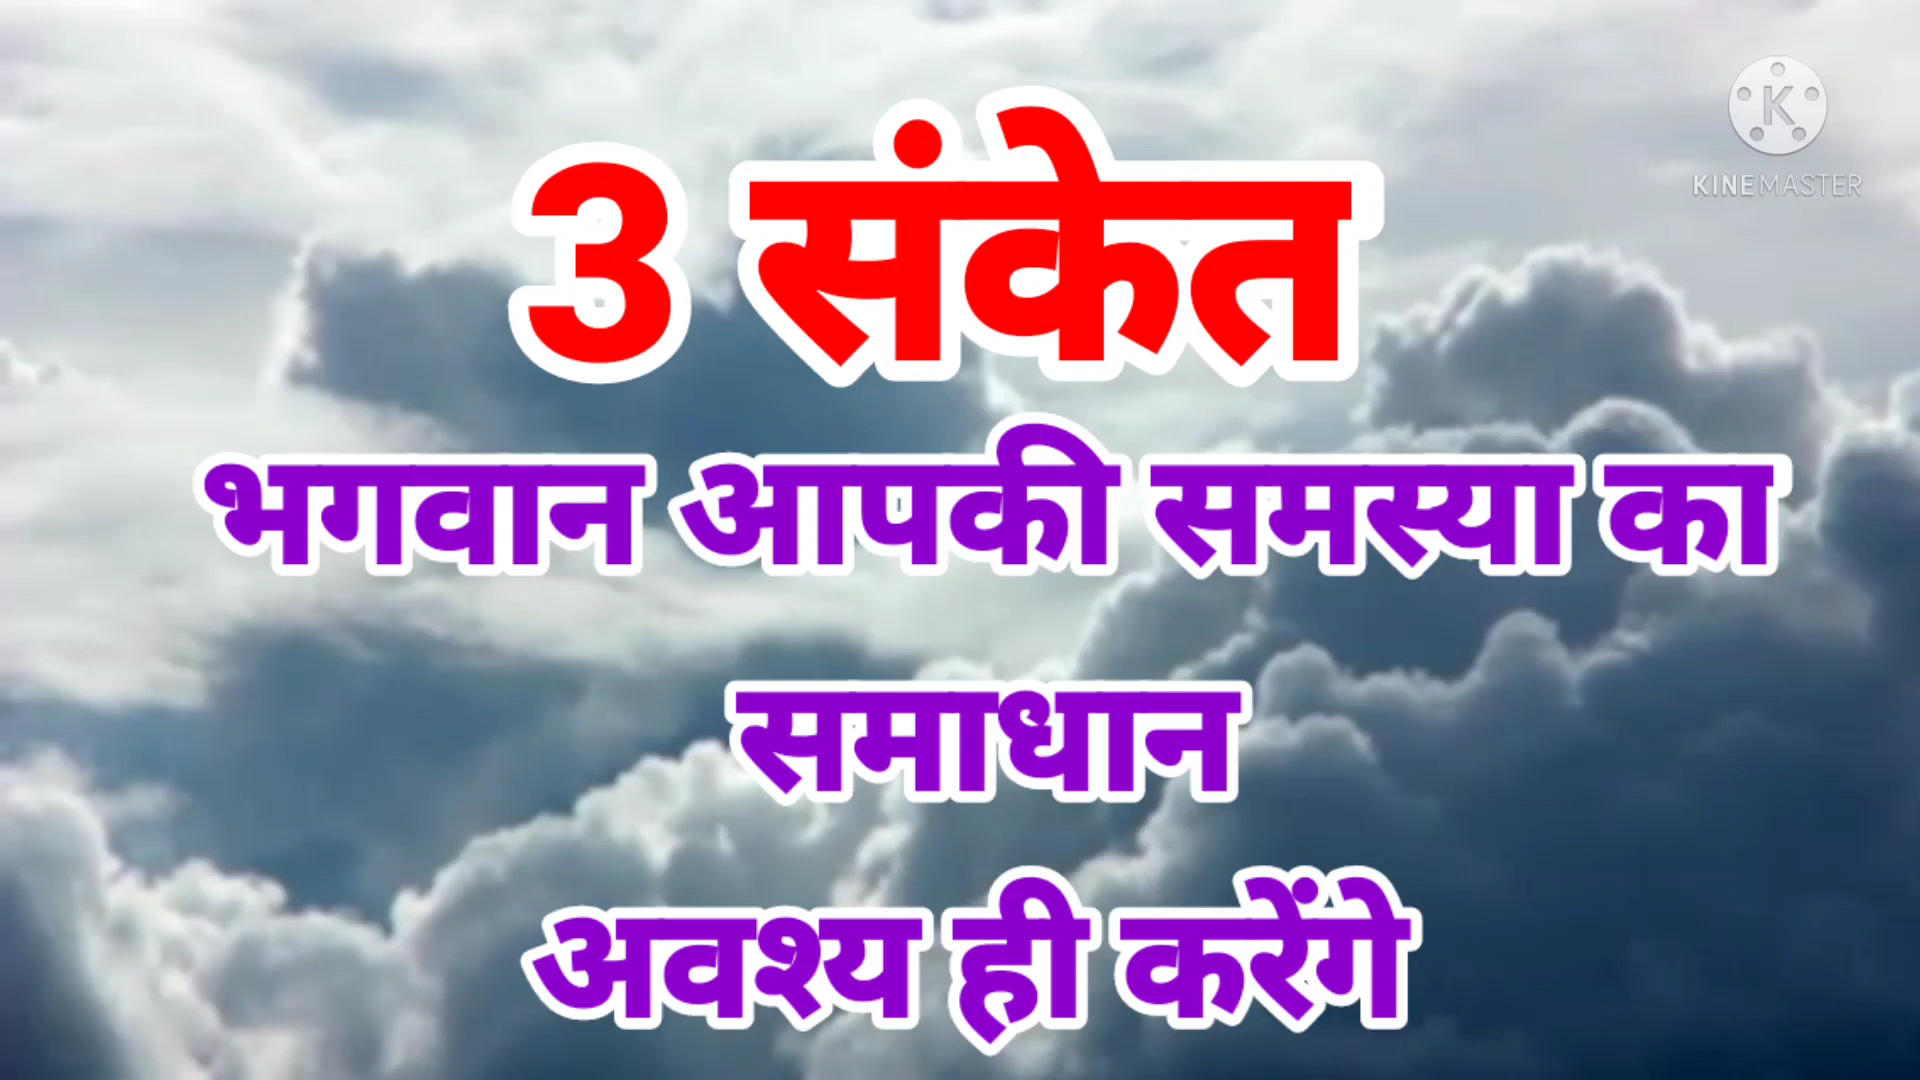 KINEMASTER
3 संकेत
भगवान आपकी समस्या का
समाधान
अवश्य ही करेंगे